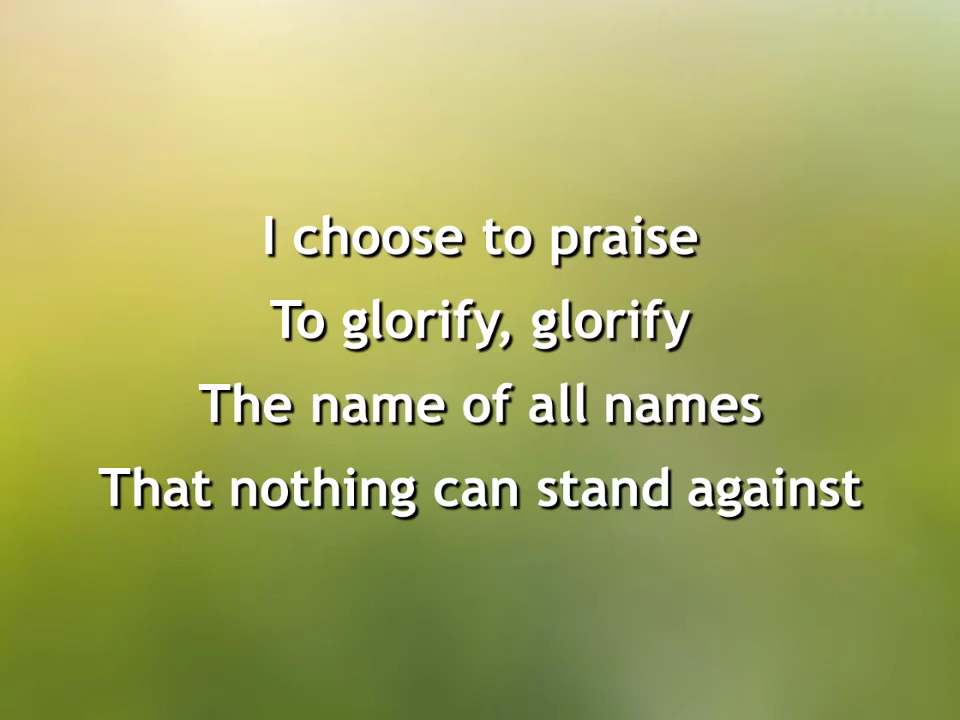 I choose to praise
To glorify, glorify
The name of all names
That nothing can stand against